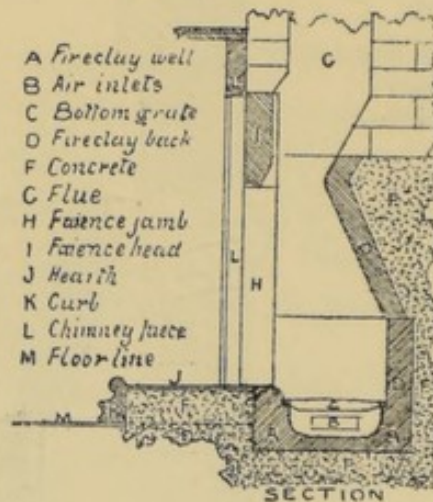 A Fireclay well
B Air inlets
C Bottom grate
D Fireclay back
F Concrete
G Flue
H Faience jamb
I Faience head
J Hearth
K Curb
L Chimney piece
M Floor line
G
L
I
F
D
L
H
J
F
K
M
D
C
B
A
A
F
F
SECTION